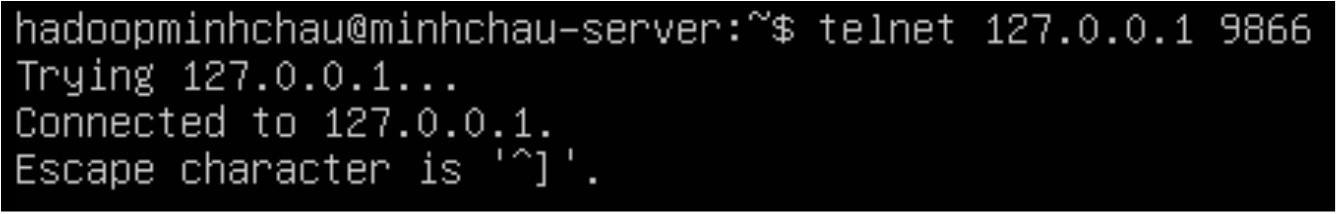 hadoopminhchau@minhchau-server:~$ telnet 127.0.0.1 9866
Trying 127.0.0.1...
Connected to 127.0.0.1.
Escape character is '^]'.